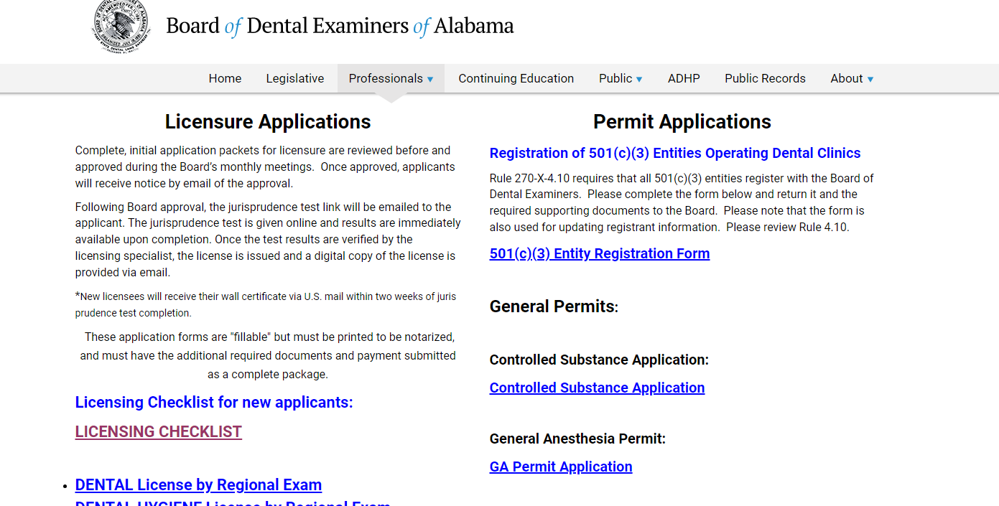 Board of Dental Examiners of Alabama
Home Legislative Professionals ▼ Continuing Education Public ▼ ADHP Public Records About ▼
Licensure Applications
Complete, initial application packets for licensure are reviewed before and
approved during the Board's monthly meetings.  Once approved, applicants
will receive notice by email of the approval.
Following Board approval, the jurisprudence test link will be emailed to the
applicant. The jurisprudence test is given online and results are immediately
available upon completion. Once the test results are verified by the
licensing specialist, the license is issued and a digital copy of the license is
provided via email.
*New licensees will receive their wall certificate via U.S. mail within two weeks of juris
prudence test completion.
These application forms are "fillable" but must be printed to be notarized,
and must have the additional required documents and payment submitted
as a complete package.
Licensing Checklist for new applicants:
LICENSING CHECKLIST
• DENTAL License by Regional Exam
DENTAL HYGIENE License by Regional Exam
Permit Applications
Registration of 501(c)(3) Entities Operating Dental Clinics
Rule 270-X-4.10 requires that all 501(c)(3) entities register with the Board of
Dental Examiners.  Please complete the form below and return it and the
required supporting documents to the Board.  Please note that the form is
also used for updating registrant information.  Please review Rule 4.10.
501(c)(3) Entity Registration Form
General Permits:
Controlled Substance Application:
Controlled Substance Application
General Anesthesia Permit:
GA Permit Application